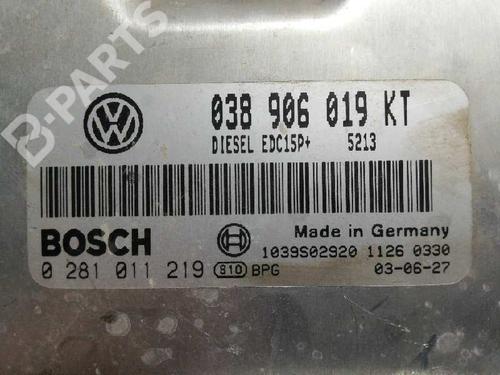 B-PARTS
038 906 019 KT
DIESEL EDC15P+ 5213
BOSCH
Made in Germany
1039S02920 1126 0330
0 281 011 219 S10 BPG 03-06-27